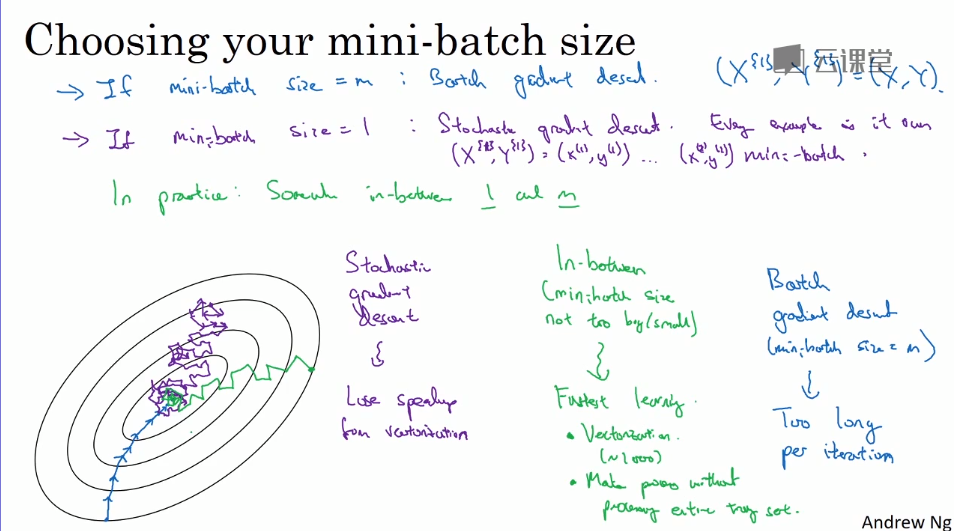 Choosing your mini-batch size
云课堂
→ If mini-batch size = m : Batch gradient descent. (X^{1}, Y^{1}) = (X, Y).
→ If mini-batch size = 1 : Stochastic gradient descent. Every example is it own
(X^{1}, Y^{1}) = (x^(1), y^(1)) ... mini-batch.
In practice: Somewhere in-between 1 and m
Stochastic
gradient
descent
Lose speedup
from vectorization
In-between
(mini-batch size
not too big/small)
Fastest learning.
• Vectorization.
(~1000)
• Make progress without
processing entire training set.
Batch
gradient descent
(mini-batch size = m)
Too long
per iteration
Andrew Ng